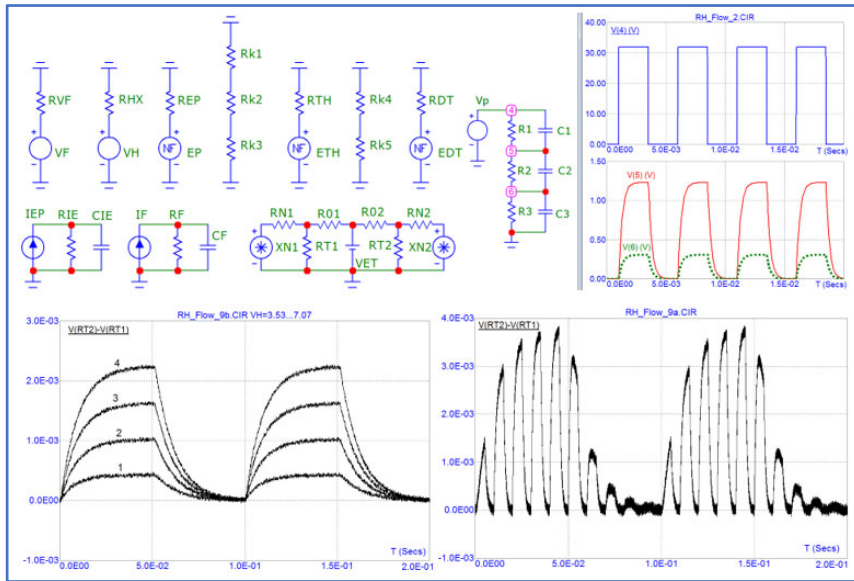 Rk1
RVF RHX REP Rk2 RTH Rk4 RDT
+ VF + VH + NF EP Rk3 + NF ETH Rk5 + NF EDT
Vp
+
4
R1 C1
5
R2 C2
6
R3 C3
IEP RIE CIE
IF RF CF
RN1 R01 R02 RN2
XN1 RT1 VET RT2 XN2
RH_Flow_2.CIR
V(4) (V)
40.00
30.00
20.00
10.00
0.00
0.0E00 5.0E-03 1.0E-02 1.5E-02
T (Secs)
1.50
V(5) (V)
1.00
0.50
V(6) (V)
0.00
0.0E00 5.0E-03 1.0E-02 1.5E-02
T (Secs)
RH_Flow_9b.CIR VH=3.53...7.07
3.0E-03
V(RT2)-V(RT1)
4
2.0E-03
3
2
1.0E-03
1
0.0E00
-1.0E-03
T (Secs)
0.0E00 5.0E-02 1.0E-01 1.5E-01 2.0E-01
RH_Flow_9a.CIR
4.0E-03
V(RT2)-V(RT1)
3.0E-03
2.0E-03
1.0E-03
0.0E00
-1.0E-03
T (Secs)
0.0E00 5.0E-02 1.0E-01 1.5E-01 2.0E-01